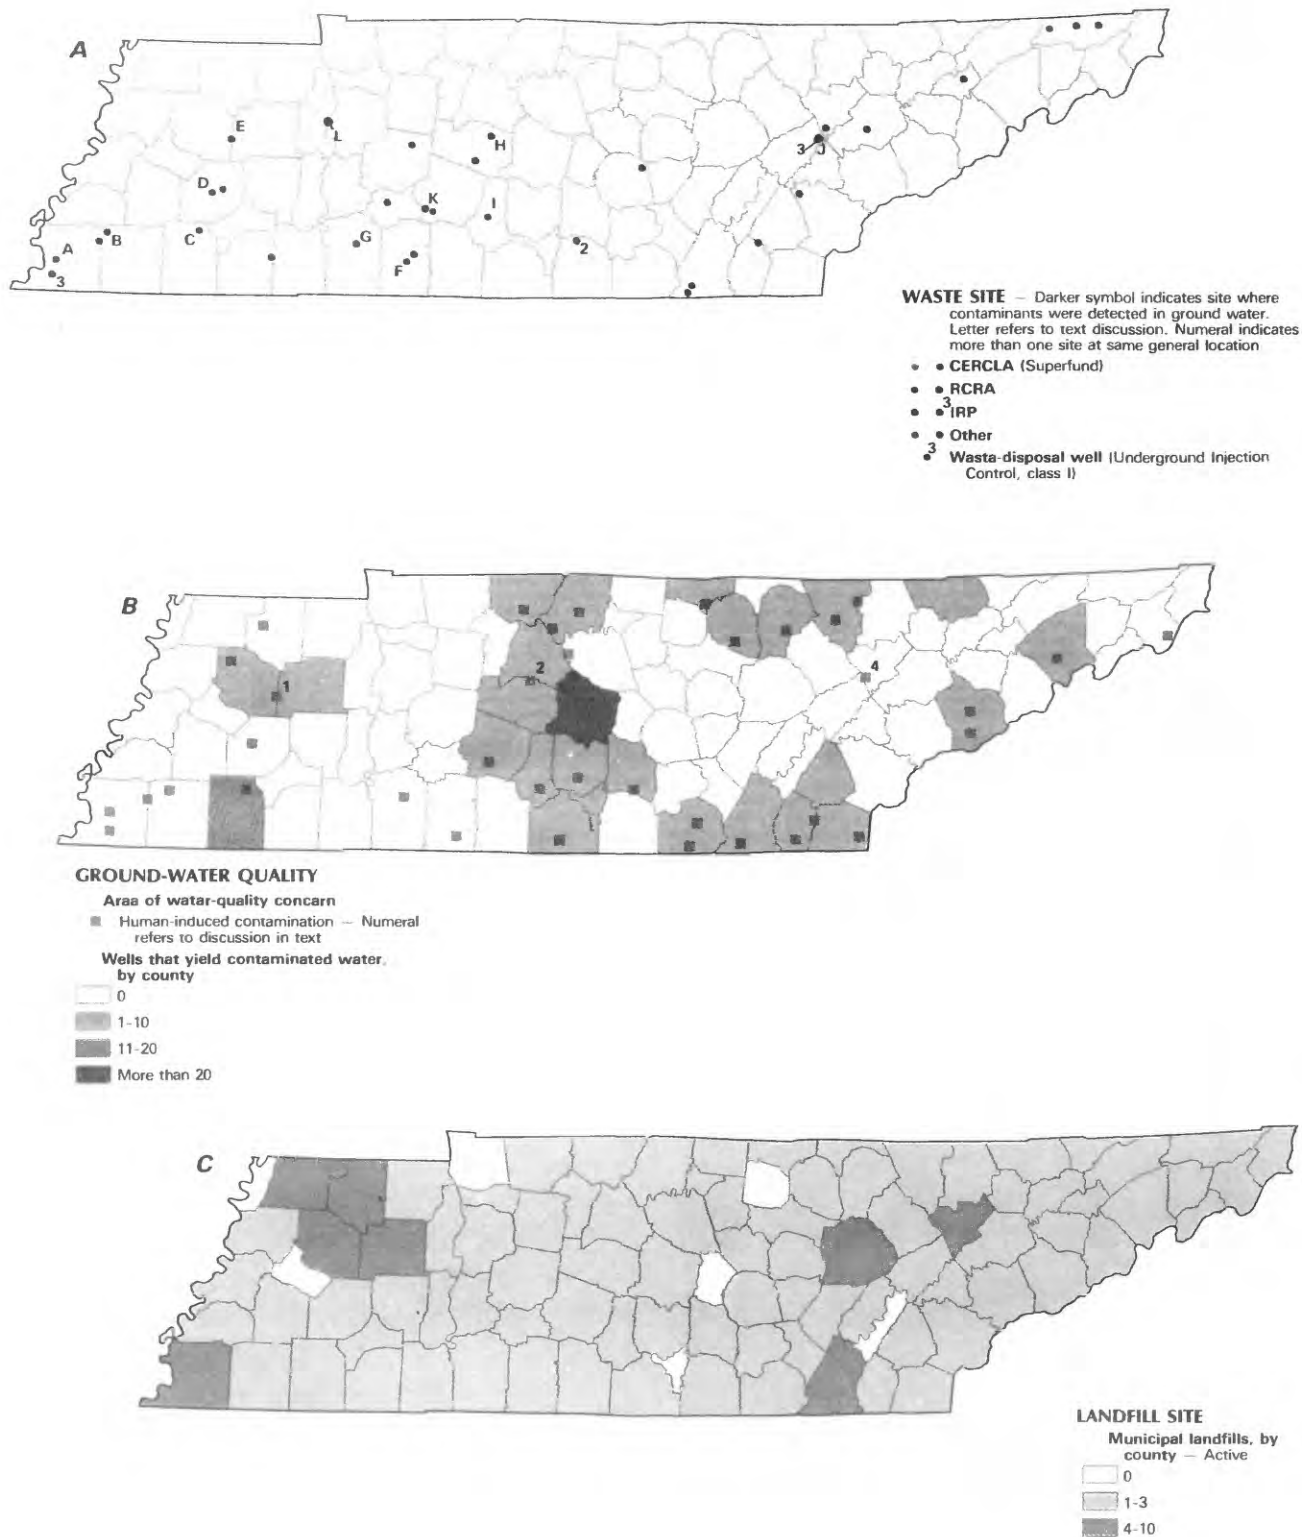 A
E
L
H
3 J
D
K
I
A
B
C
G
F
2
3
WASTE SITE — Darker symbol indicates site where
contaminants were detected in ground water.
Letter refers to text discussion. Numeral indicates
more than one site at same general location
CERCLA (Superfund)
RCRA
3
IRP
Other
3
Wasta-disposal well (Underground Injection
Control, class I)
B
2
1
4
GROUND-WATER QUALITY
Araa of watar-quality concarn
Human-induced contamination — Numeral
refers to discussion in text
Wells that yield contaminated water,
by county
0
1-10
11-20
More than 20
C
LANDFILL SITE
Municipal landfills, by
county — Active
0
1-3
4-10